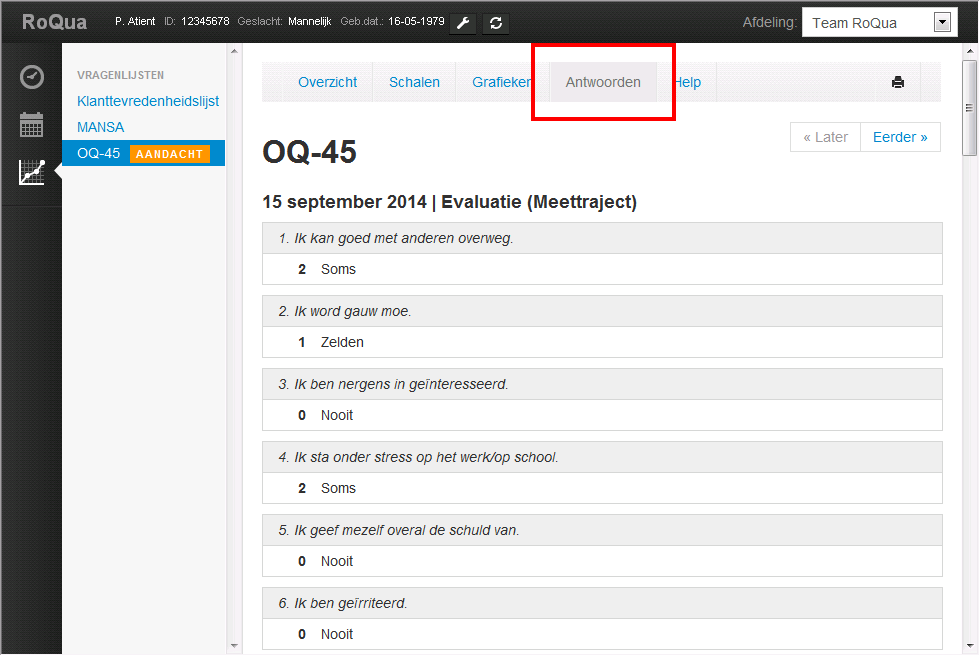 RoQua P. Atient ID: 12345678 Geslacht: Mannelijk Geb.dat.: 16-05-1979 Afdeling: Team RoQua
VRAGENLIJSTEN
Klanttevredenheidslijst
MANSA
OQ-45 AANDACHT
Overzicht Schalen Grafieken Antwoorden Help
« Later Eerder »
OQ-45
15 september 2014 | Evaluatie (Meettraject)
1. Ik kan goed met anderen overweg.
2 Soms
2. Ik word gauw moe.
1 Zelden
3. Ik ben nergens in geïnteresseerd.
0 Nooit
4. Ik sta onder stress op het werk/op school.
2 Soms
5. Ik geef mezelf overal de schuld van.
0 Nooit
6. Ik ben geïrriteerd.
0 Nooit